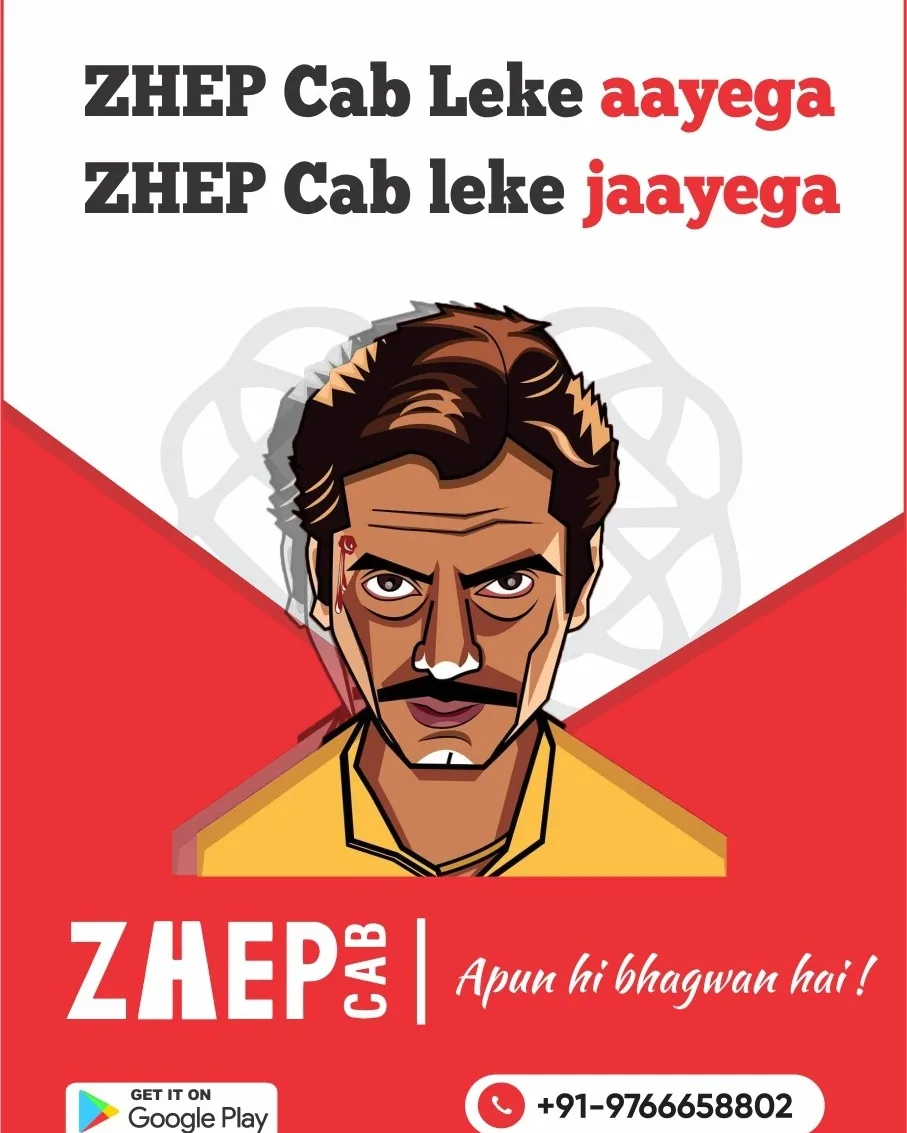 ZHEP Cab Leke aayega
ZHEP Cab leke jaayega
ZHEP CAB
Apun hi bhagwan hai !
GET IT ON
Google Play
+91-9766658802